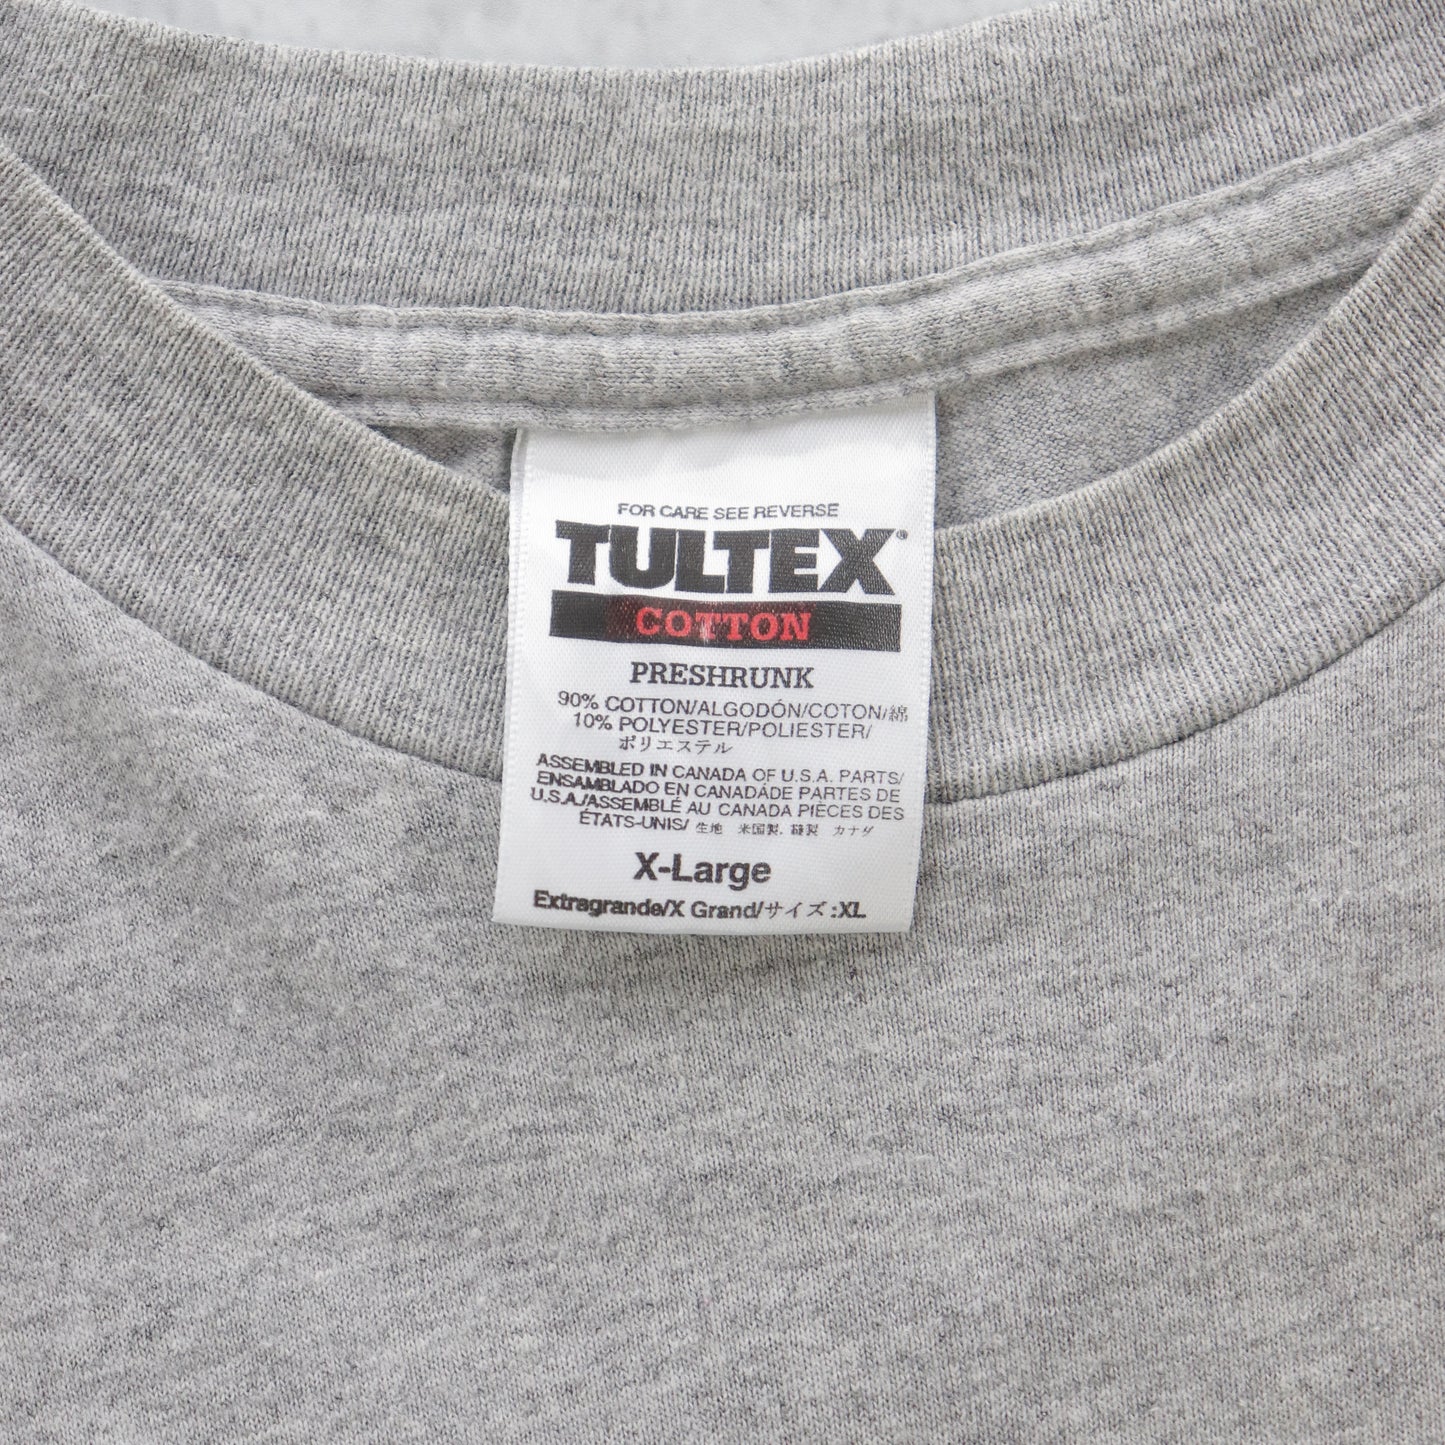 FOR CARE SEE REVERSE
TULTEX®
COTTON
PRESHRUNK
90% COTTON/ALGODÓN/COTON/綿
10% POLYESTER/POLIESTER/
ポリエステル
ASSEMBLED IN CANADA OF U.S.A. PARTS/
ENSAMBLADO EN CANADÁDE PARTES DE
U.S.A./ASSEMBLÉ AU CANADA PIÈCES DES
ÉTATS-UNIS/ 生地 米国製, 縫製 カナダ
X-Large
Extragrande/X Grand/サイズ:XL